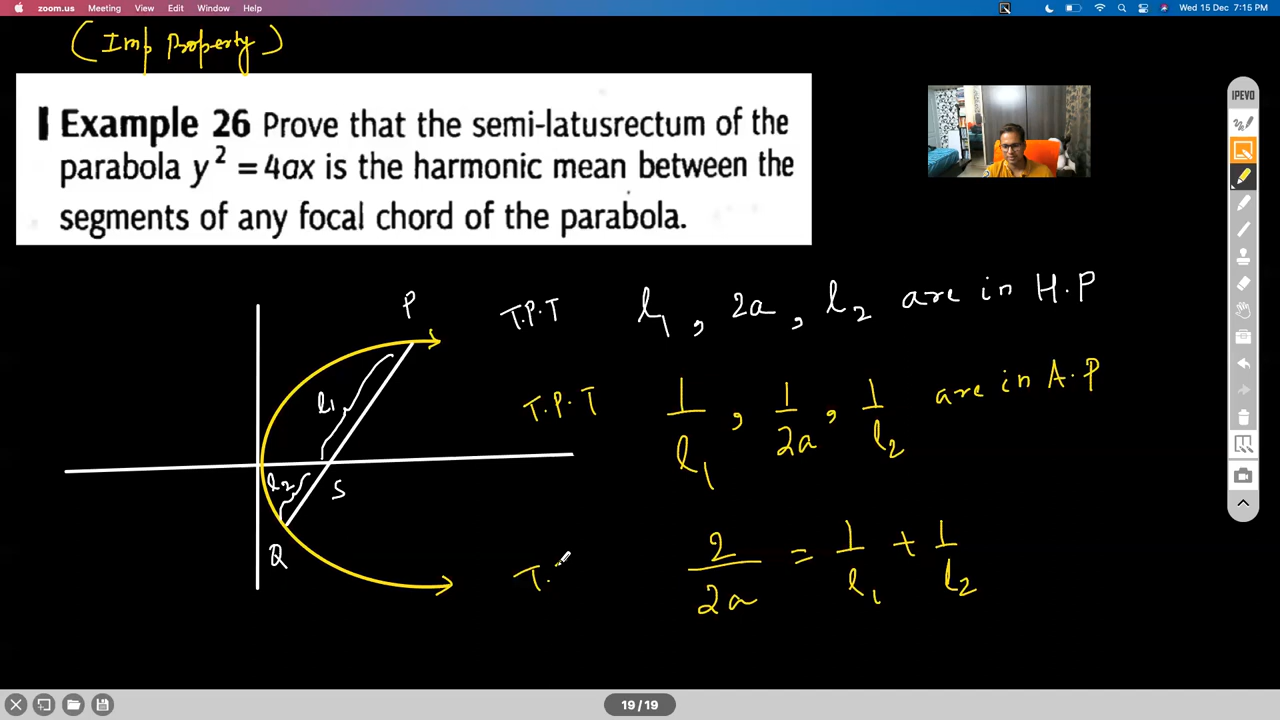 zoom.us Meeting View Edit Window Help Wed 15 Dec 7:15 PM
(Imp Property)
Example 26 Prove that the semi-latusrectum of the
parabola y² = 4ax is the harmonic mean between the
segments of any focal chord of the parabola.
IPEVO
P
T.P.T l₁, 2a, l₂ are in H.P
l₁
T.P.T 1/l₁, 1/2a, 1/l₂ are in A.P
l₂
S
Q
T. 2/2a = 1/l₁ + 1/l₂
19/19